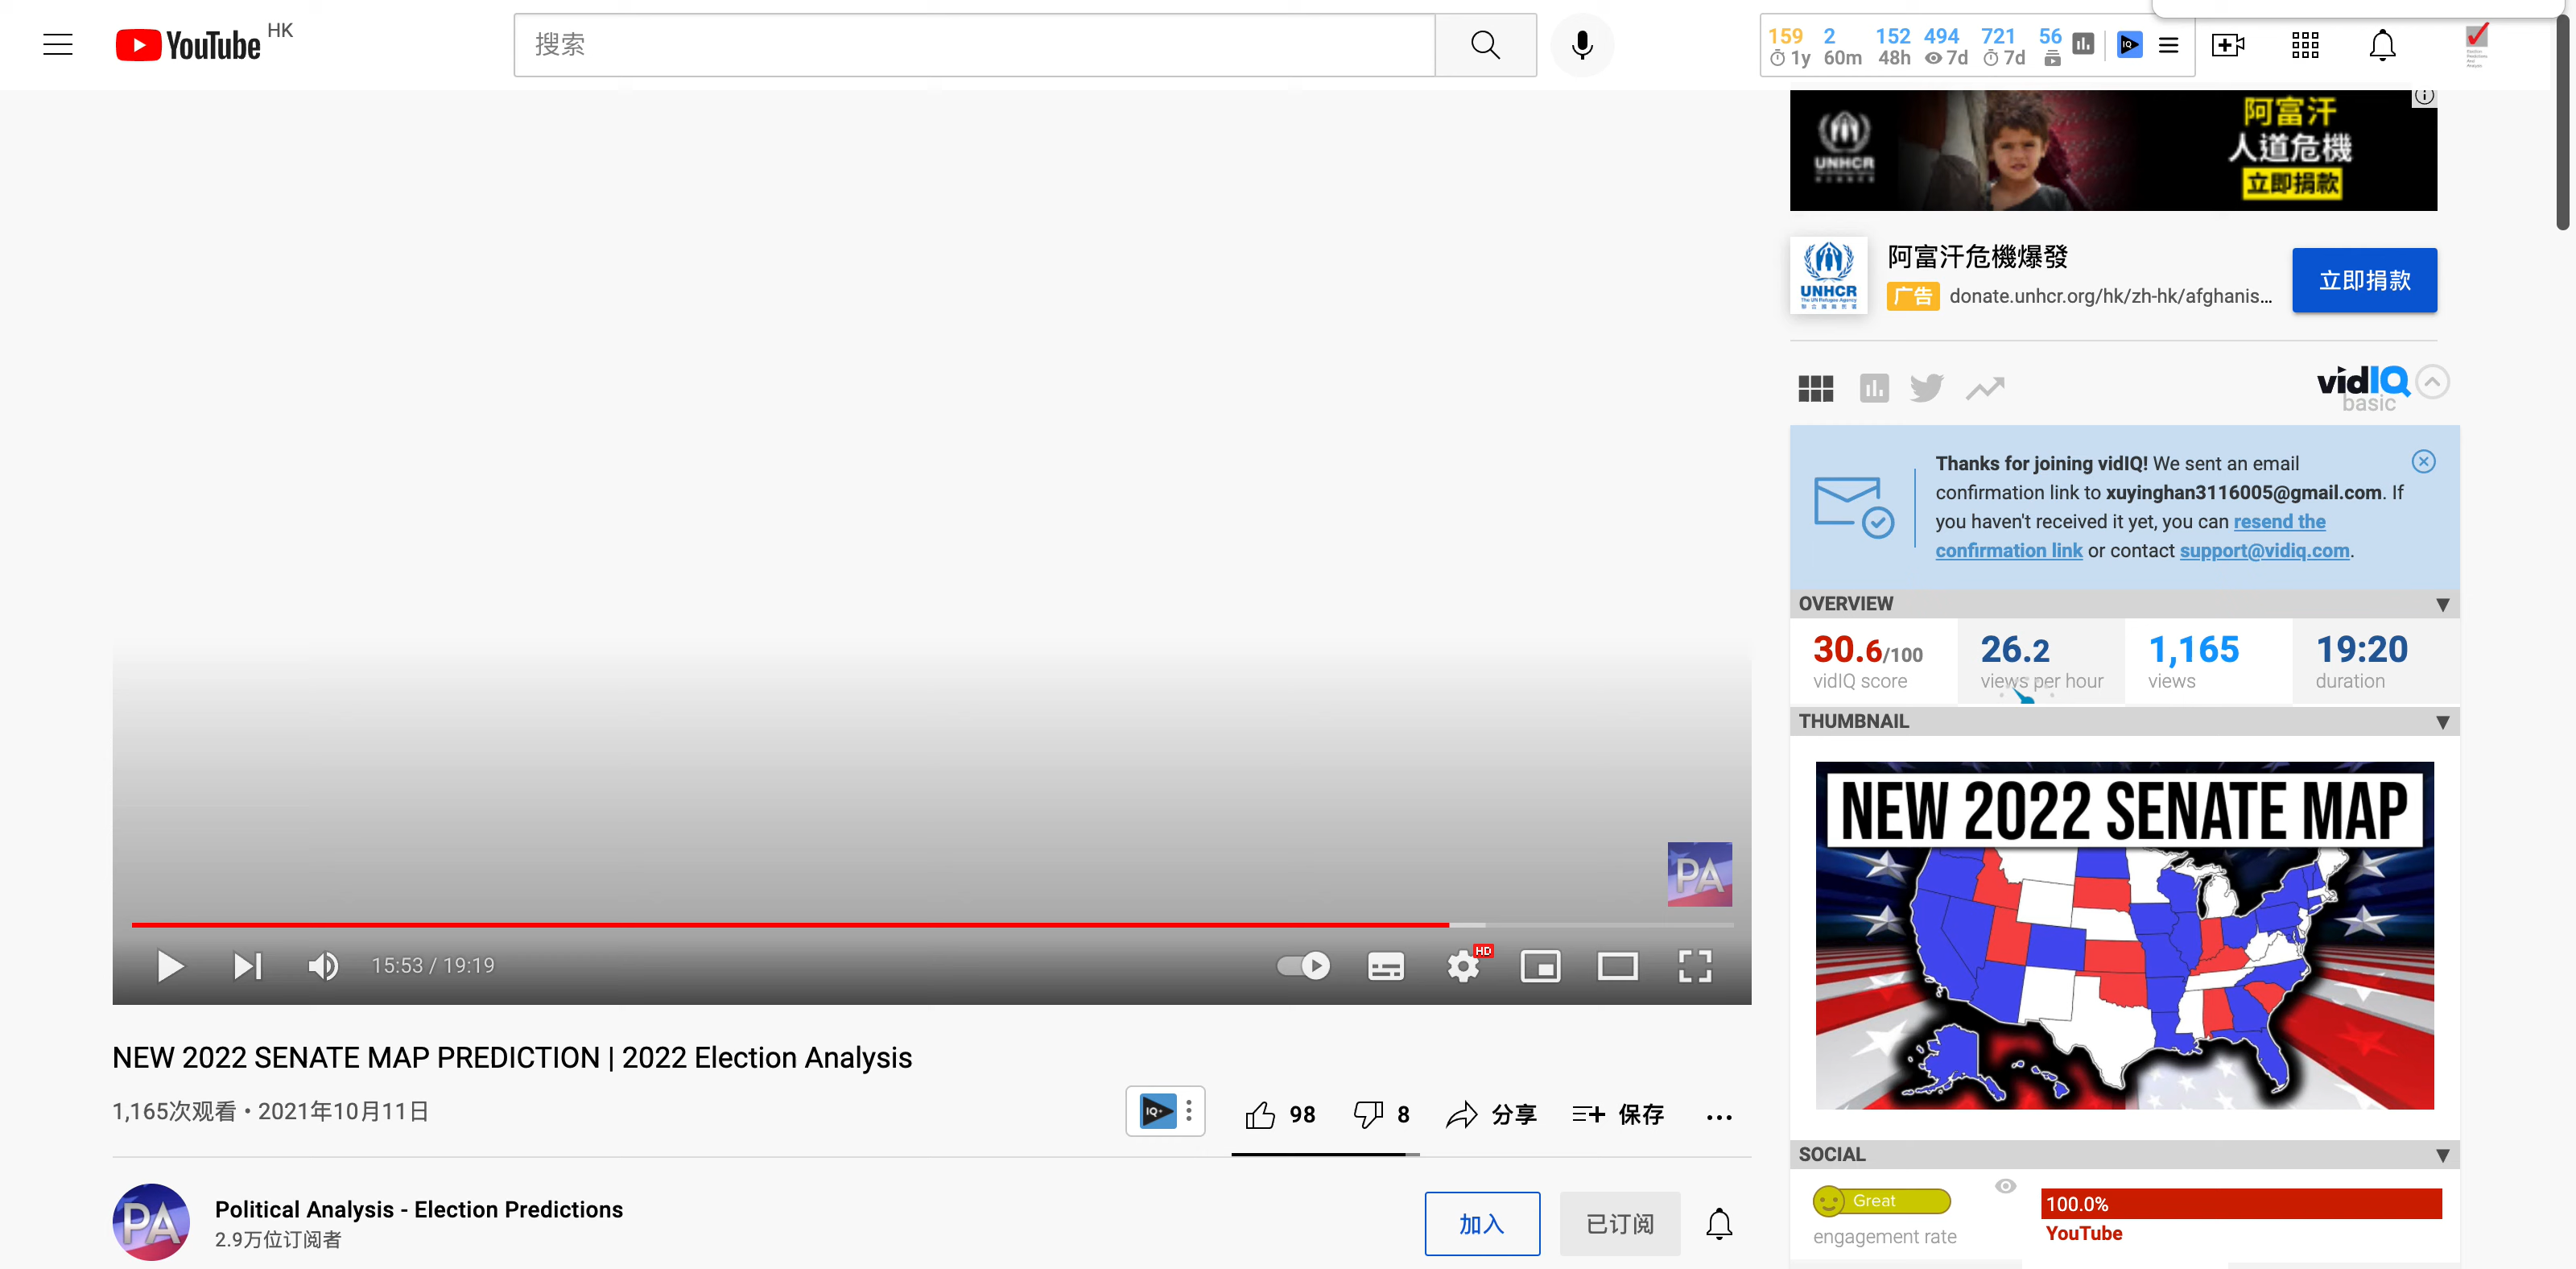 YouTube HK
搜索
159 2 152 494 721 56
1y 60m 48h 7d 7d
IQ
UNHCR
阿富汗
人道危機
立即捐款
UNHCR
The UN Refugee Agency
阿富汗危機爆發
广告 donate.unhcr.org/hk/zh-hk/afghanis...
立即捐款
vidIQ
basic
Thanks for joining vidIQ! We sent an email
confirmation link to xuyinghan3116005@gmail.com. If
you haven't received it yet, you can resend the
confirmation link or contact support@vidiq.com.
OVERVIEW
30.6/100 26.2 1,165 19:20
vidIQ score views per hour views duration
THUMBNAIL
NEW 2022 SENATE MAP
SOCIAL
Great
engagement rate
100.0%
YouTube
PA
15:53 / 19:19
HD
NEW 2022 SENATE MAP PREDICTION | 2022 Election Analysis
1,165次观看 • 2021年10月11日
IQ+
98 8 分享 保存
PA
Political Analysis - Election Predictions
2.9万位订阅者
加入 已订阅